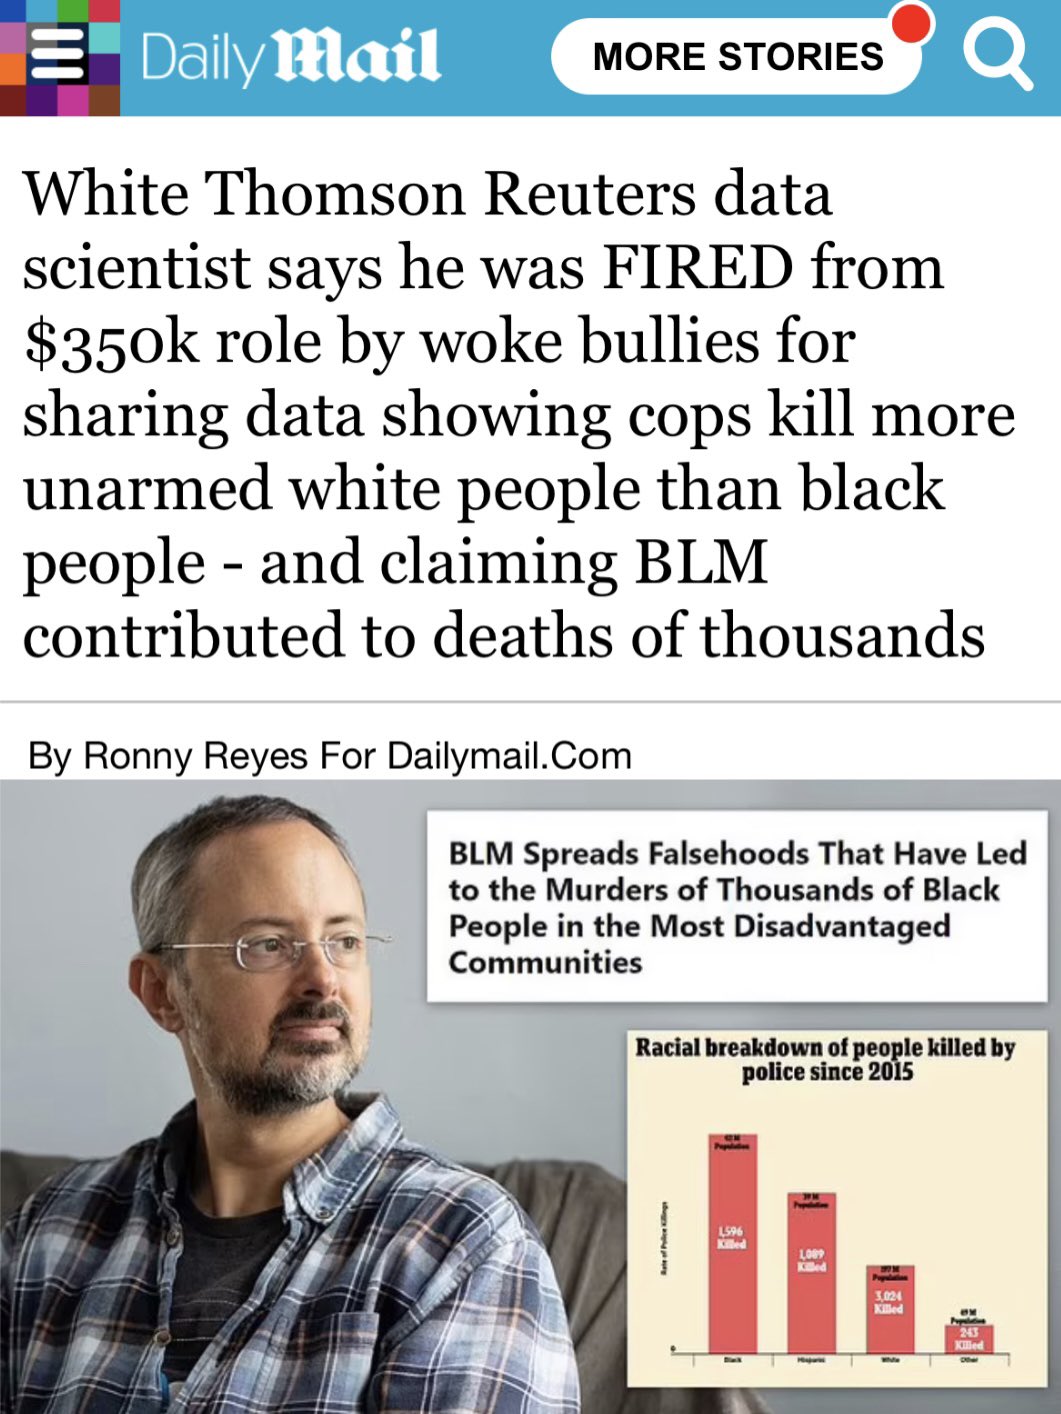 Daily Mail
MORE STORIES
White Thomson Reuters data
scientist says he was FIRED from
$350k role by woke bullies for
sharing data showing cops kill more
unarmed white people than black
people - and claiming BLM
contributed to deaths of thousands
By Ronny Reyes For Dailymail.Com
BLM Spreads Falsehoods That Have Led
to the Murders of Thousands of Black
People in the Most Disadvantaged
Communities
Racial breakdown of people killed by
police since 2015
Rate of Police Killings
42 M
Population
1,596
Killed
39 M
Population
1,089
Killed
197 M
Population
3,024
Killed
49 M
Population
243
Killed
0
Black
Hispanic
White
Other